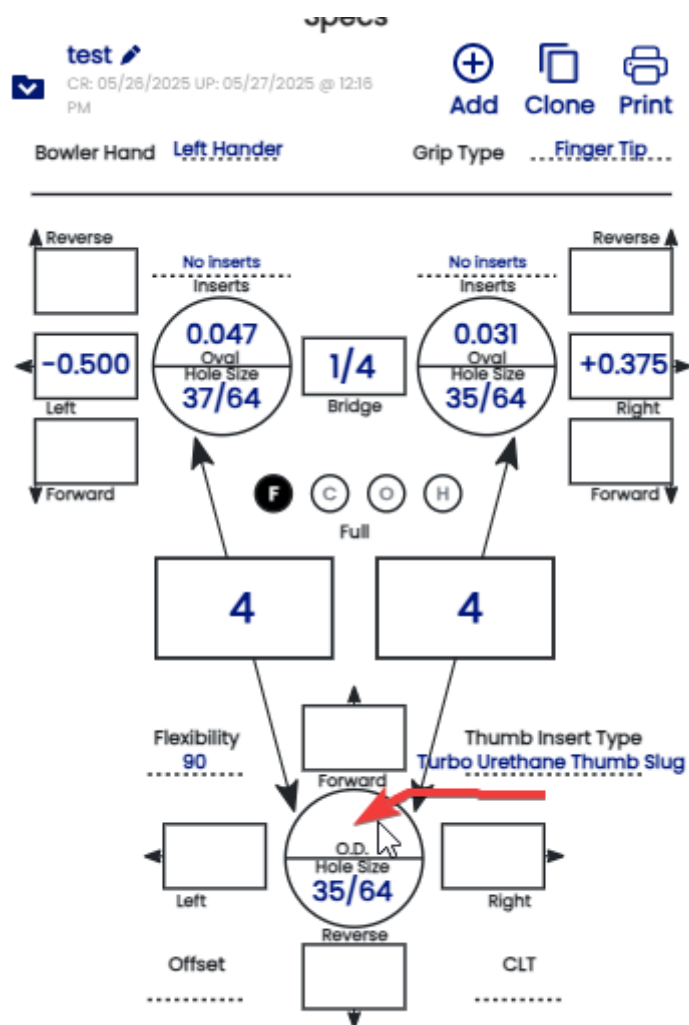 Specs
test
CR: 05/26/2025 UP: 05/27/2025 @ 12:16
PM
Add Clone Print
Bowler Hand Left Hander Grip Type Finger Tip
Reverse Reverse
No inserts No inserts
Inserts Inserts
0.047 0.031
Oval Oval
-0.500 1/4 +0.375
Hole Size Hole Size
37/64 35/64
Left Bridge Right
Forward Forward
F C O H
Full
4 4
Flexibility Thumb Insert Type
90 Turbo Urethane Thumb Slug
Forward
O.D.
Hole Size
35/64
Left Right
Reverse
Offset CLT